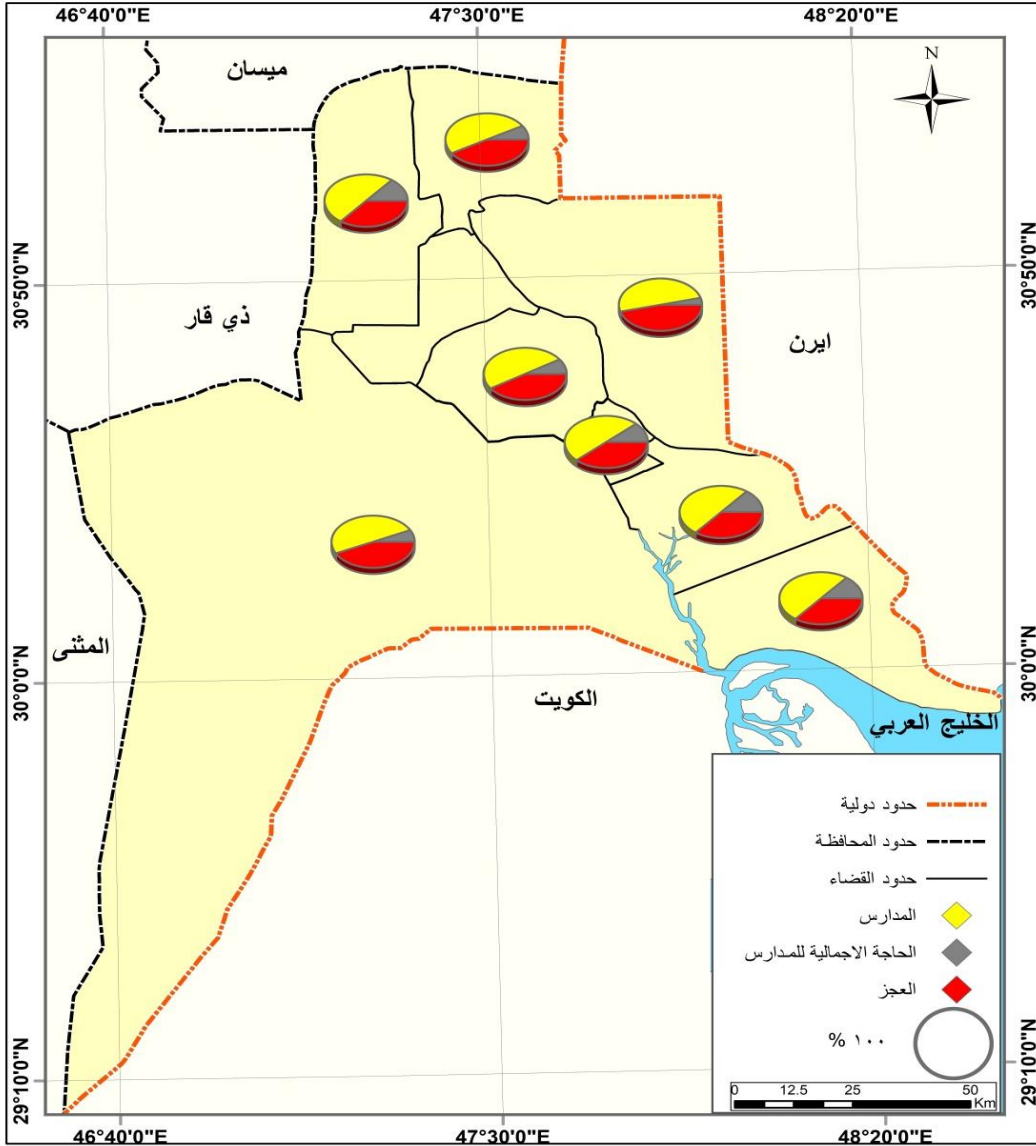 46°40'0"E
47°30'0"E
48°20'0"E
N
ميسان
30°50'0"N
30°50'0"N
ذي قار
ايرن
المثنى
30°0'0"N
30°0'0"N
الكويت
الخليج العربي
حدود دولية
حدود المحافظة
حدود القضاء
المدارس
الحاجة الاجمالية للمدارس
العجز
١٠٠ %
0 12.5 25 50
Km
29°10'0"N
29°10'0"N
46°40'0"E
47°30'0"E
48°20'0"E